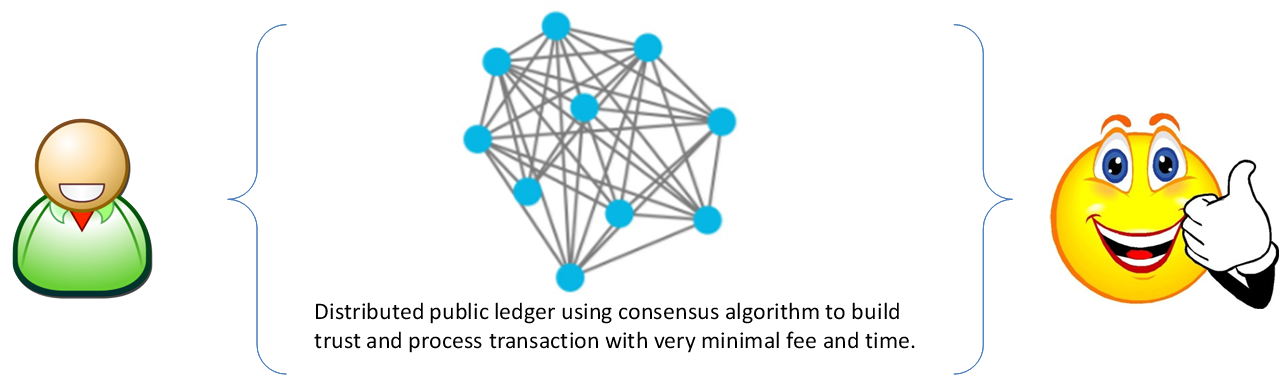 Distributed public ledger using consensus algorithm to build
trust and process transaction with very minimal fee and time.